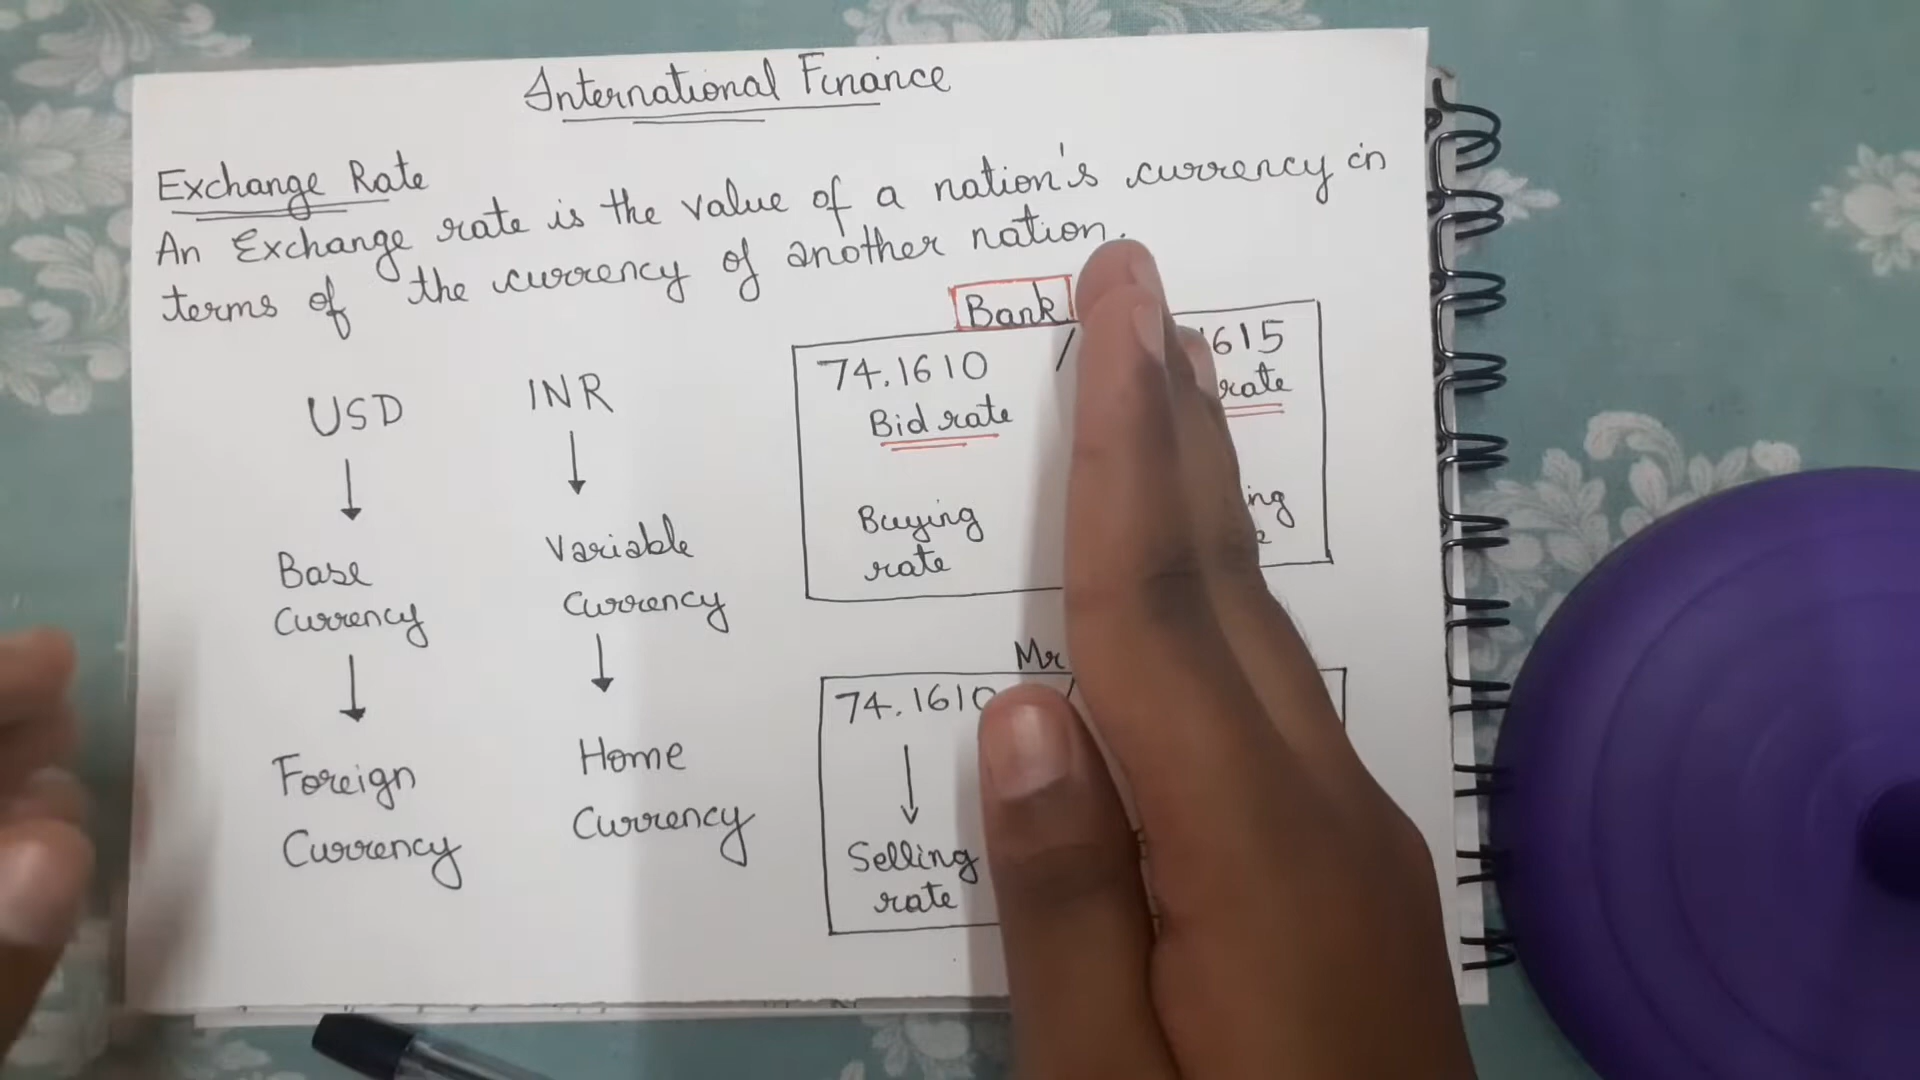 International Finance
Exchange Rate
An Exchange rate is the value of a nation's currency in
terms of the currency of another nation.
USD
INR
Base
Currency
Foreign
Currency
Variable
Currency
Home
Currency
Bank
74.1610 / 1615
Bid rate
rate
Buying
rate
Mr
74.1610 /
Selling
rate